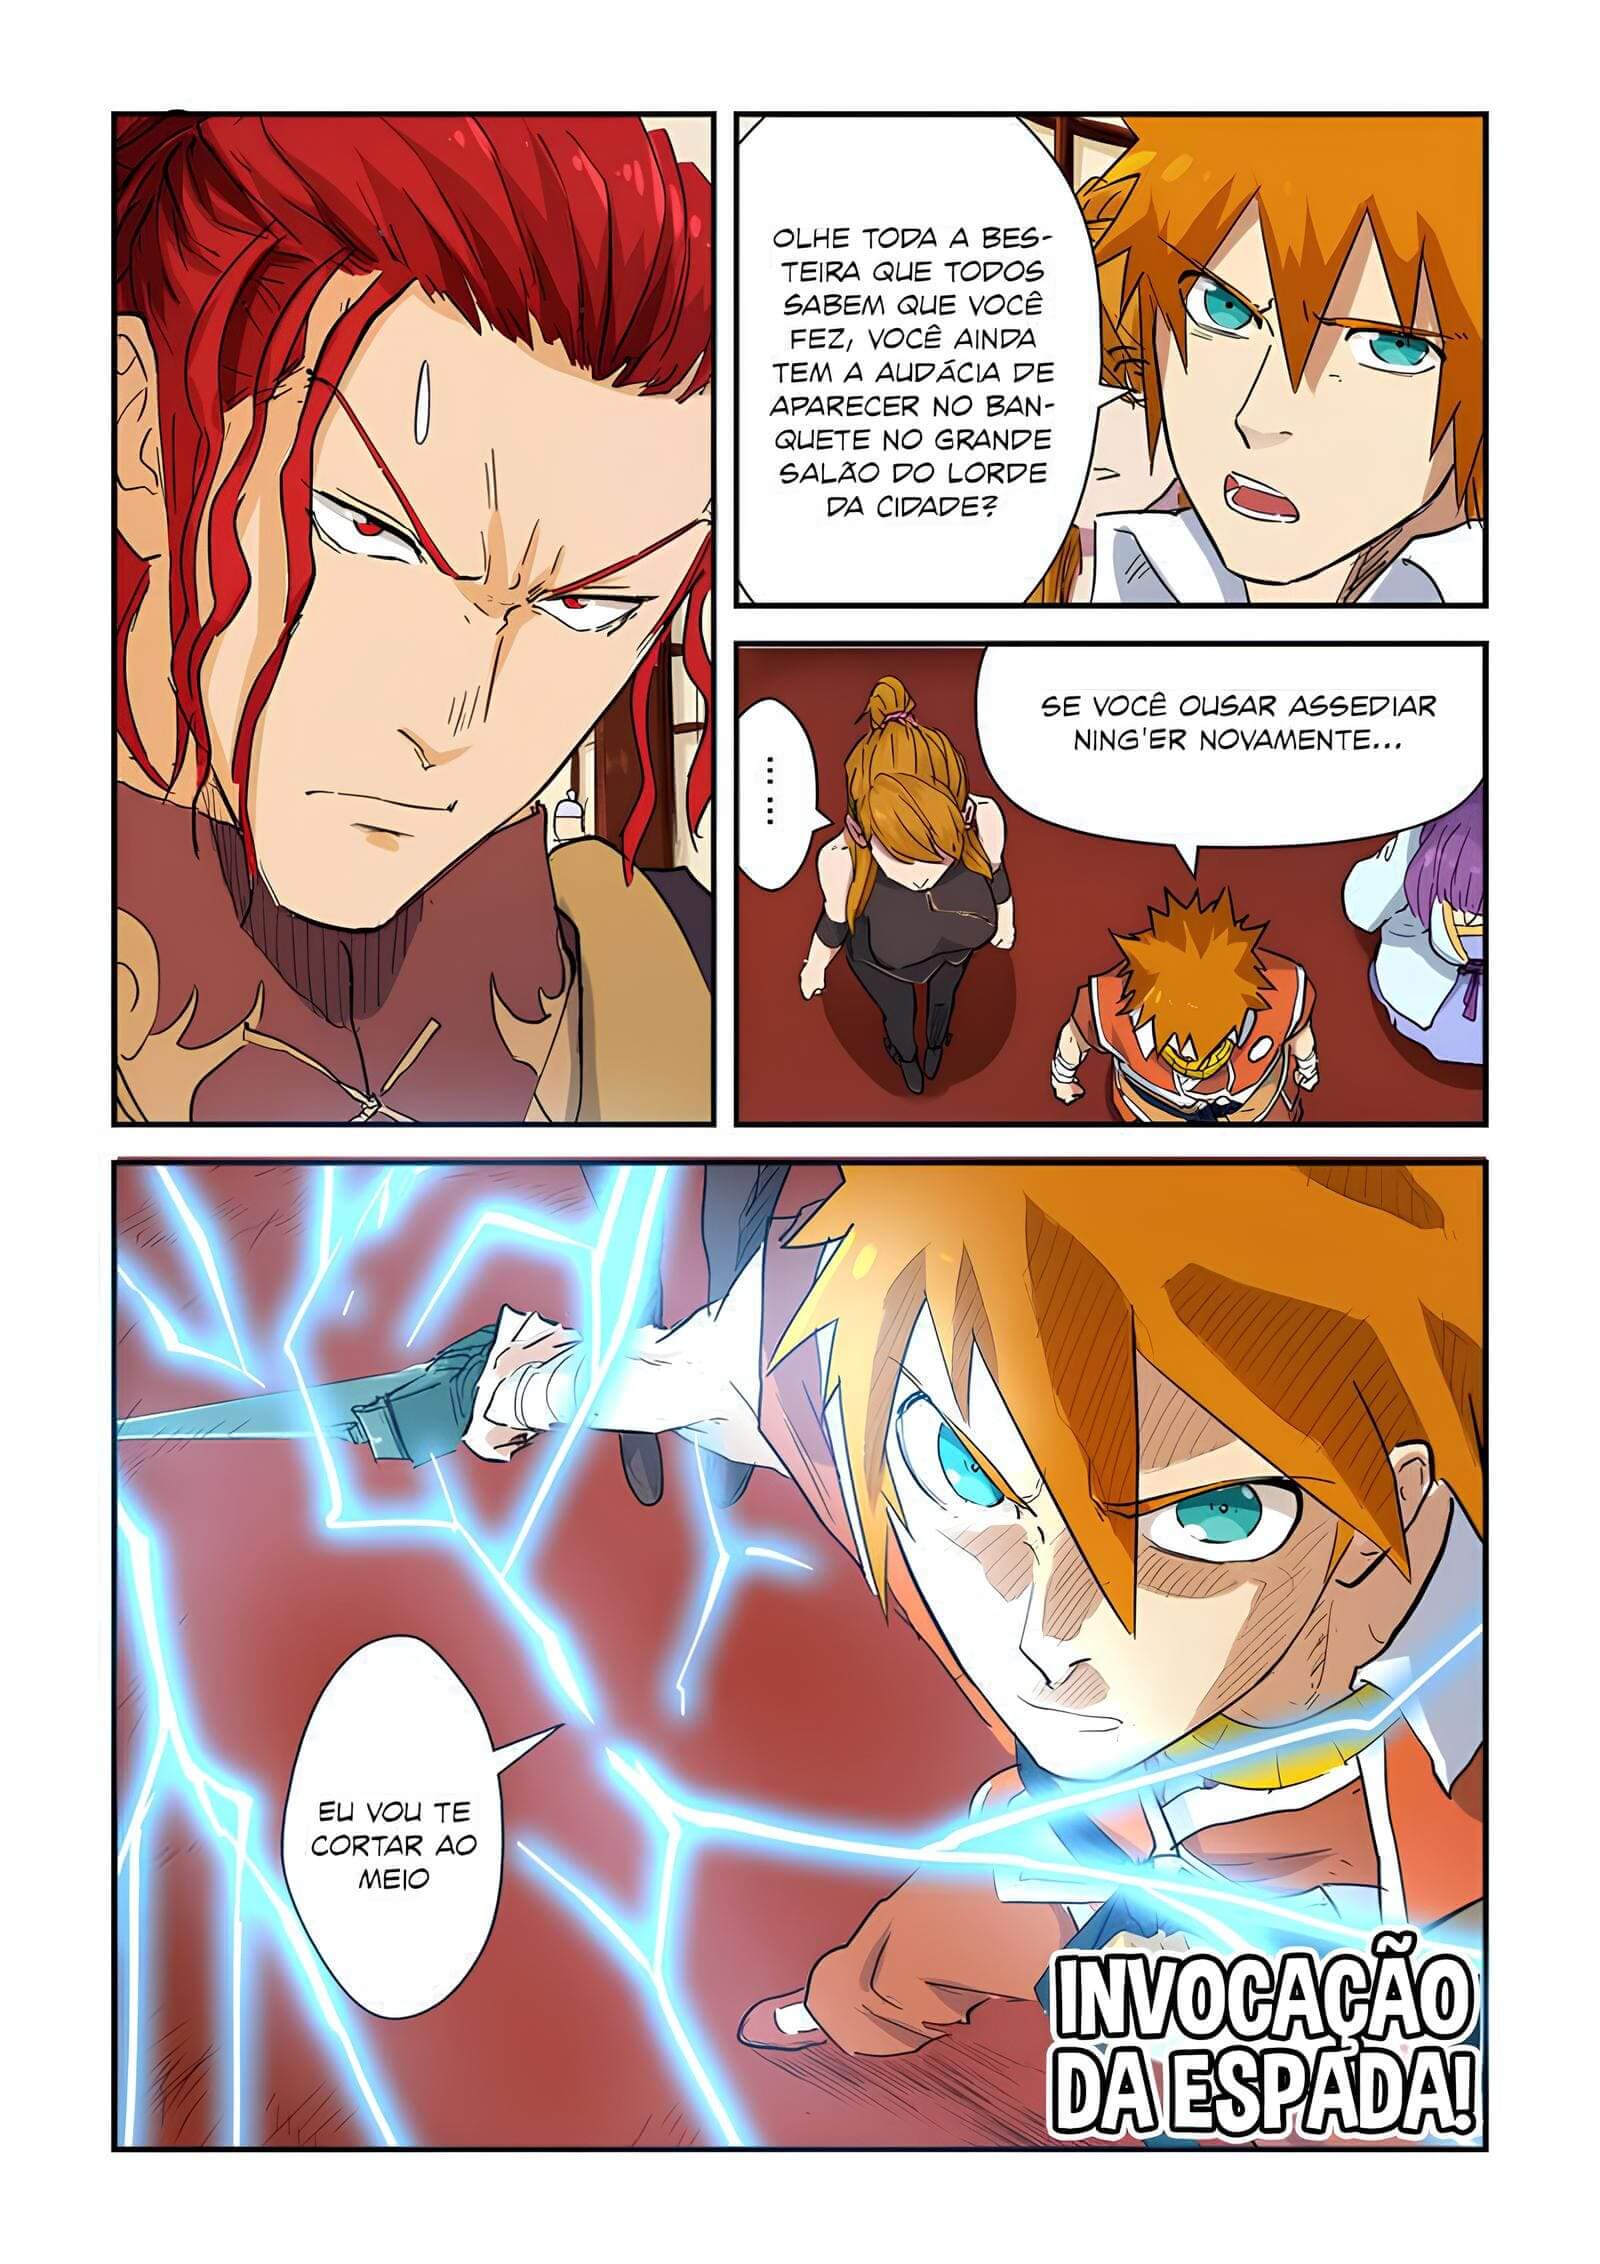 OLHE TODA A BES-
TEIRA QUE TODOS
SABEM QUE VOCÊ
FEZ, VOCÊ AINDA
TEM A AUDÁCIA DE
APARECER NO BAN-
QUETE NO GRANDE
SALÃO DO LORDE
DA CIDADE?
SE VOCÊ OUSAR ASSEDIAR
NING'ER NOVAMENTE...
......
EU VOU TE
CORTAR AO
MEIO
INVOCAÇÃO
DA ESPADA!